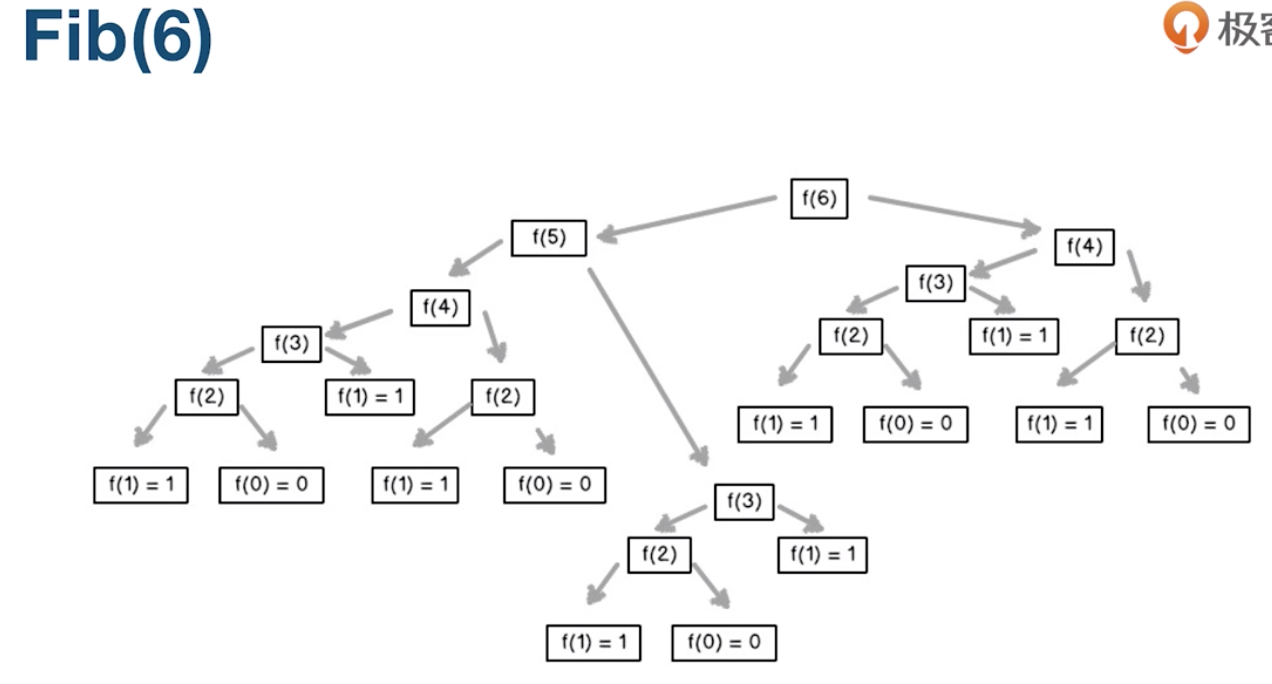 Fib(6)
极客
f(6)
f(5)
f(4)
f(4)
f(3)
f(3)
f(2)
f(1) = 1
f(2)
f(2)
f(1) = 1
f(2)
f(1) = 1
f(0) = 0
f(1) = 1
f(0) = 0
f(1) = 1
f(0) = 0
f(1) = 1
f(0) = 0
f(3)
f(2)
f(1) = 1
f(1) = 1
f(0) = 0